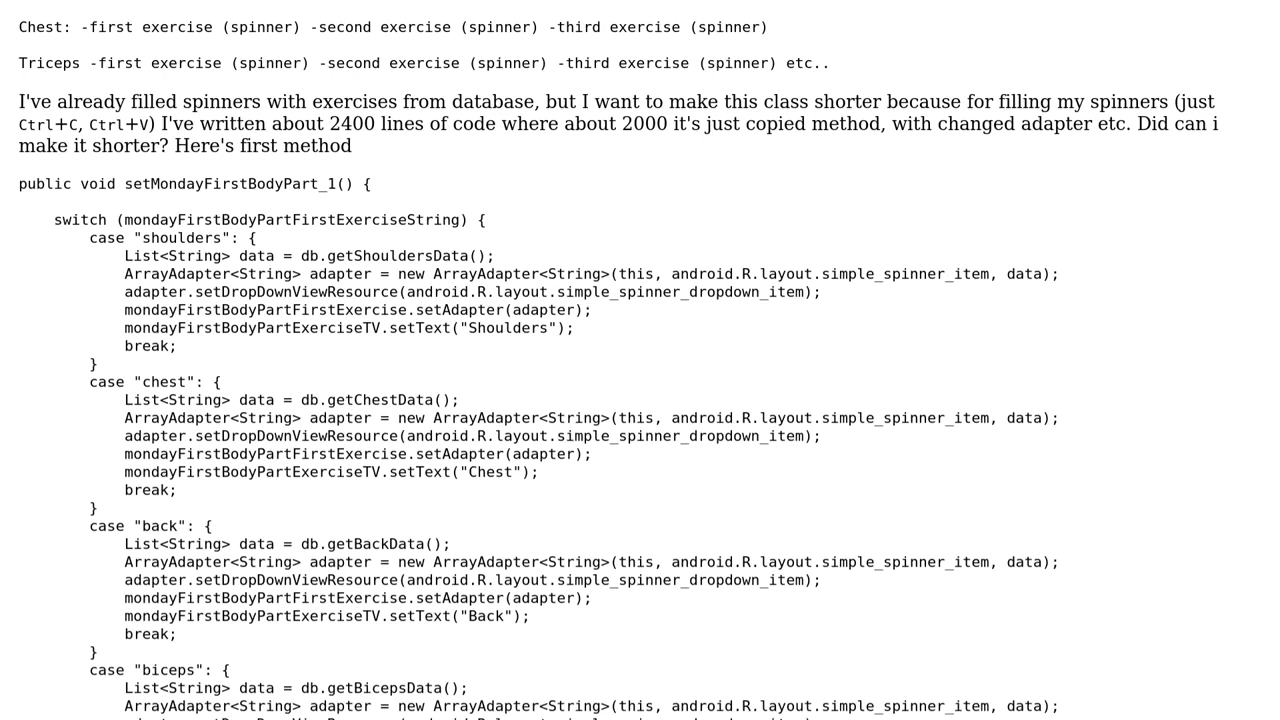 Chest: -first exercise (spinner) -second exercise (spinner) -third exercise (spinner)
Triceps -first exercise (spinner) -second exercise (spinner) -third exercise (spinner) etc..
I've already filled spinners with exercises from database, but I want to make this class shorter because for filling my spinners (just
Ctrl+C, Ctrl+V) I've written about 2400 lines of code where about 2000 it's just copied method, with changed adapter etc. Did can i
make it shorter? Here's first method
public void setMondayFirstBodyPart_1() {
    switch (mondayFirstBodyPartFirstExerciseString) {
        case "shoulders": {
            List<String> data = db.getShouldersData();
            ArrayAdapter<String> adapter = new ArrayAdapter<String>(this, android.R.layout.simple_spinner_item, data);
            adapter.setDropDownViewResource(android.R.layout.simple_spinner_dropdown_item);
            mondayFirstBodyPartFirstExercise.setAdapter(adapter);
            mondayFirstBodyPartExerciseTV.setText("Shoulders");
            break;
        }
        case "chest": {
            List<String> data = db.getChestData();
            ArrayAdapter<String> adapter = new ArrayAdapter<String>(this, android.R.layout.simple_spinner_item, data);
            adapter.setDropDownViewResource(android.R.layout.simple_spinner_dropdown_item);
            mondayFirstBodyPartFirstExercise.setAdapter(adapter);
            mondayFirstBodyPartExerciseTV.setText("Chest");
            break;
        }
        case "back": {
            List<String> data = db.getBackData();
            ArrayAdapter<String> adapter = new ArrayAdapter<String>(this, android.R.layout.simple_spinner_item, data);
            adapter.setDropDownViewResource(android.R.layout.simple_spinner_dropdown_item);
            mondayFirstBodyPartFirstExercise.setAdapter(adapter);
            mondayFirstBodyPartExerciseTV.setText("Back");
            break;
        }
        case "biceps": {
            List<String> data = db.getBicepsData();
            ArrayAdapter<String> adapter = new ArrayAdapter<String>(this, android.R.layout.simple_spinner_item, data);